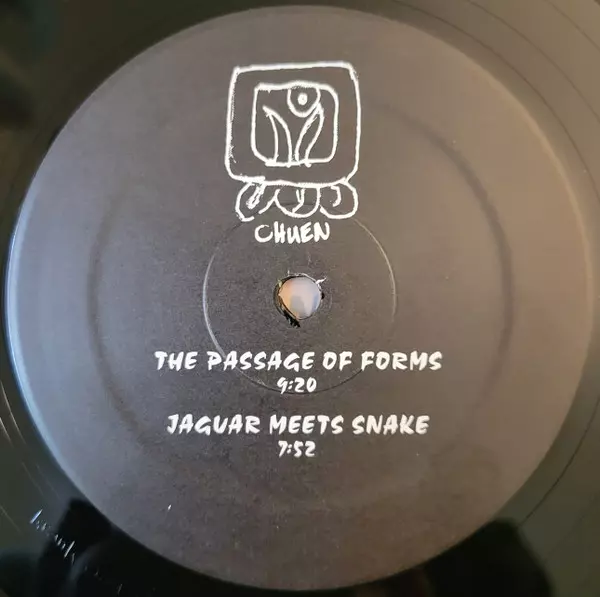 CHUEN
THE PASSAGE OF FORMS
9:20
JAGUAR MEETS SNAKE
7:52